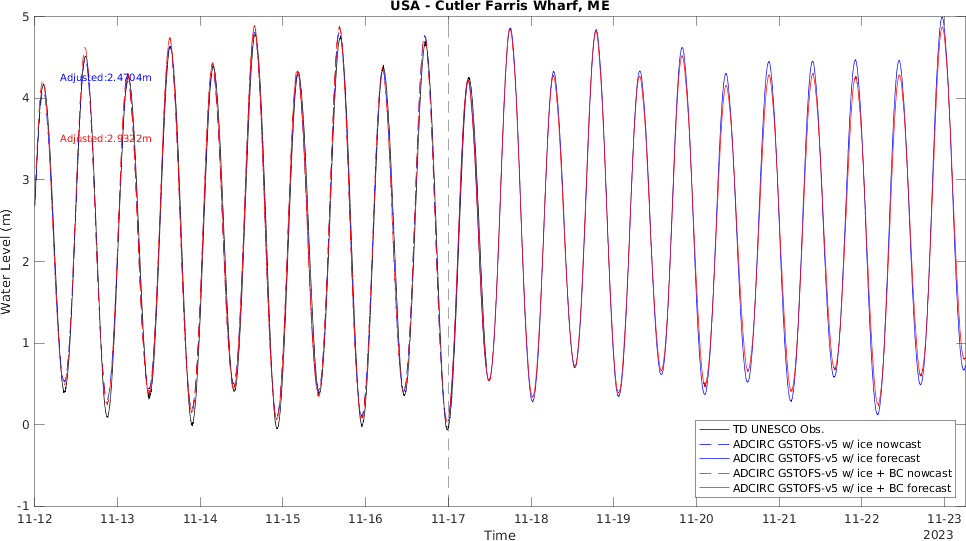 USA - Cutler Farris Wharf, ME
5
4
3
2
1
0
-1
Water Level (m)
Adjusted:2.4704m
Adjusted:2.9322m
TD UNESCO Obs.
ADCIRC GSTOFS-v5 w/ ice nowcast
ADCIRC GSTOFS-v5 w/ ice forecast
ADCIRC GSTOFS-v5 w/ ice + BC nowcast
ADCIRC GSTOFS-v5 w/ ice + BC forecast
11-12 11-13 11-14 11-15 11-16 11-17 11-18 11-19 11-20 11-21 11-22 11-23
Time
2023